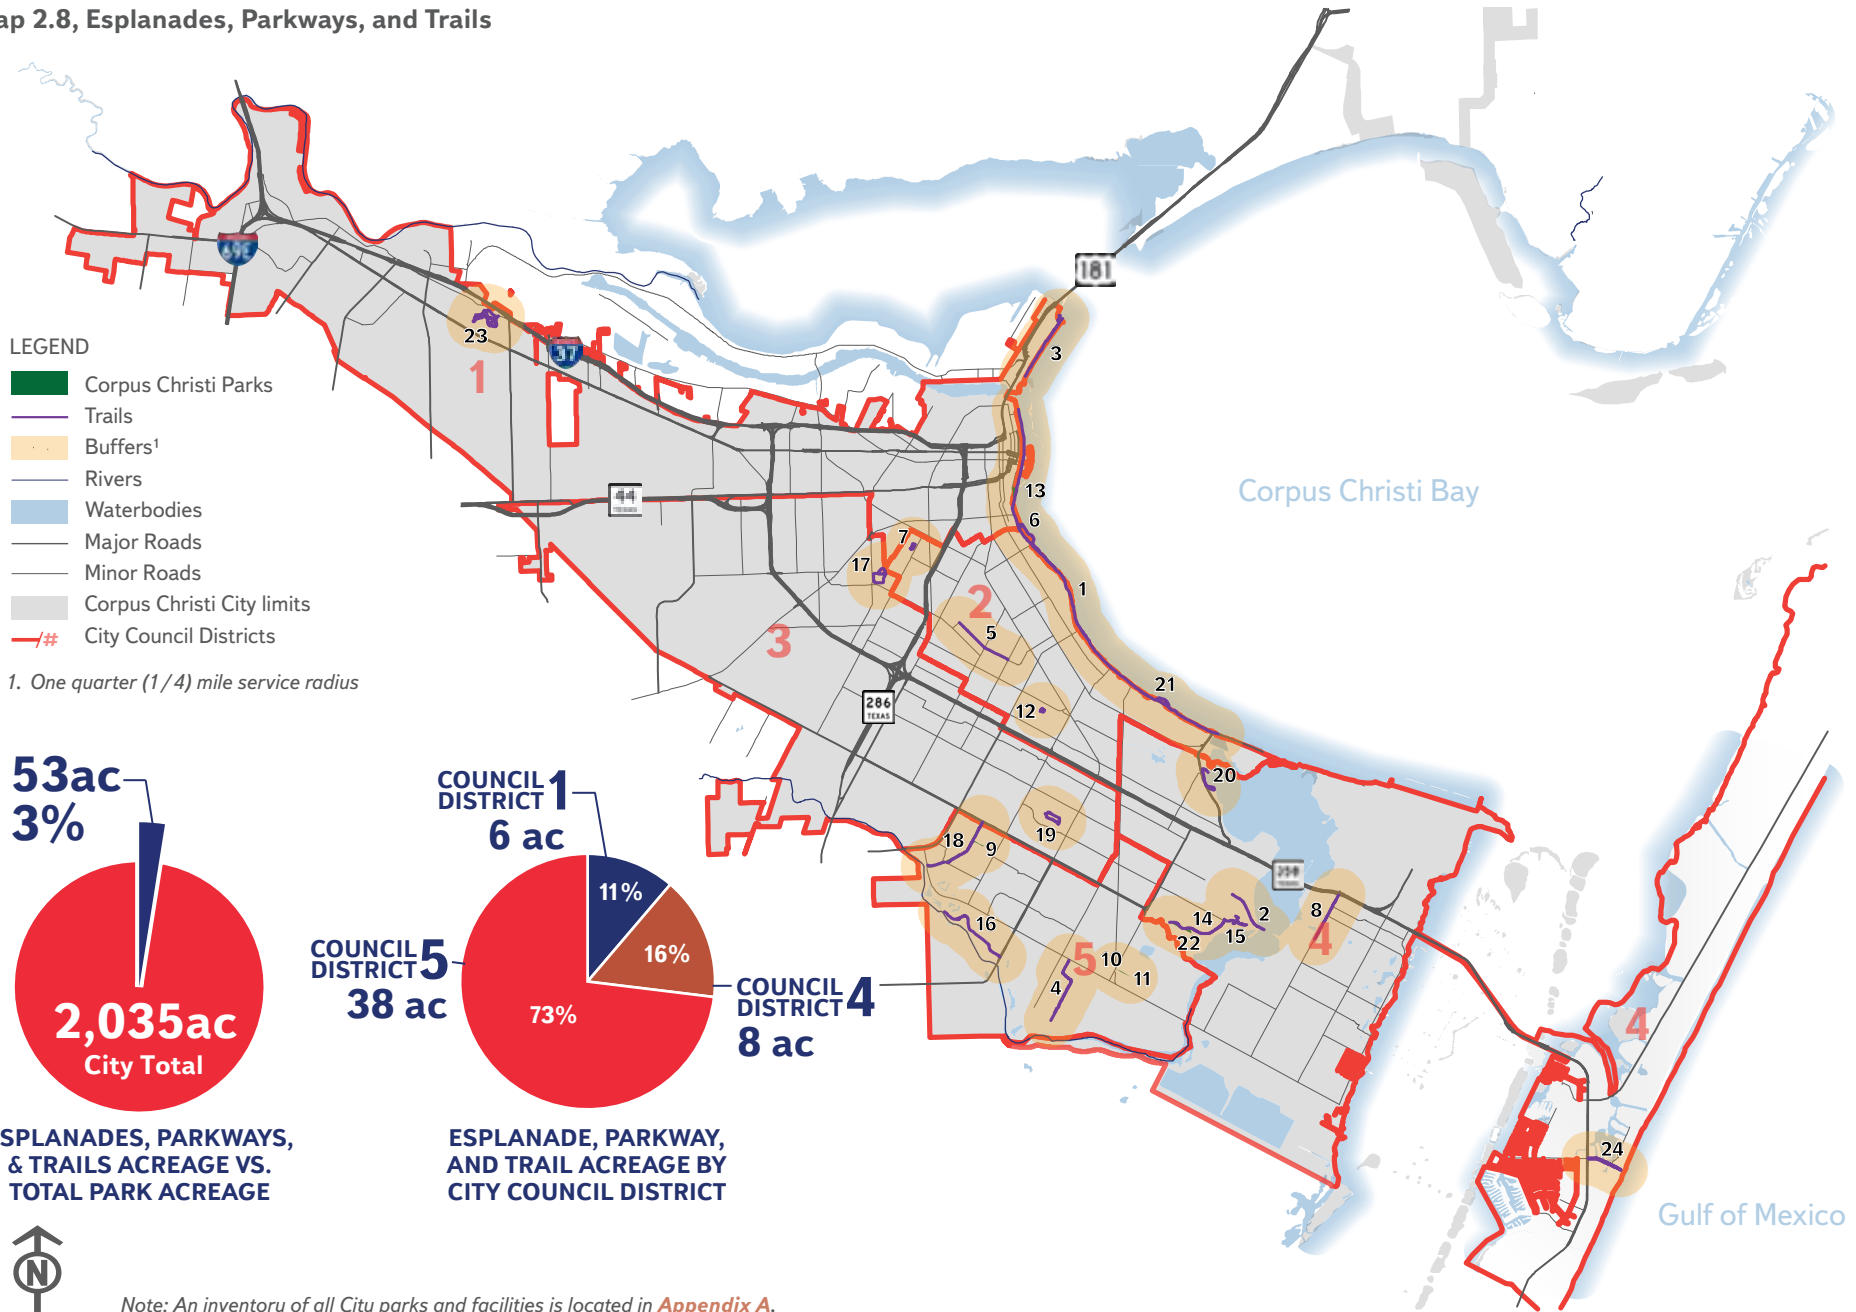 ap 2.8, Esplanades, Parkways, and Trails
181
69E
37
44
286
TEXAS
358
LEGEND
Corpus Christi Parks
Trails
Buffers¹
Rivers
Waterbodies
Major Roads
Minor Roads
Corpus Christi City limits
/# City Council Districts
1. One quarter (1/4) mile service radius
Corpus Christi Bay
Gulf of Mexico
23
1
3
13
6
7
17
1
2
5
3
21
12
20
18
9
19
16
14
15
2
22
8
4
5
10
11
4
4
24
53ac
3%
2,035ac
City Total
SPLANADES, PARKWAYS,
& TRAILS ACREAGE VS.
TOTAL PARK ACREAGE
COUNCIL DISTRICT 1
6 ac
11%
16%
73%
COUNCIL DISTRICT 5
38 ac
COUNCIL DISTRICT 4
8 ac
ESPLANADE, PARKWAY,
AND TRAIL ACREAGE BY
CITY COUNCIL DISTRICT
N
Note: An inventory of all City parks and facilities is located in Appendix A.